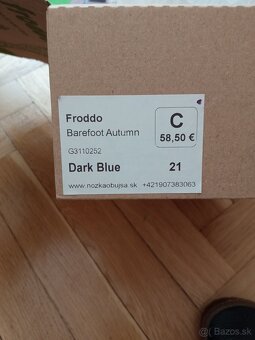 Froddo
Barefoot Autumn
C
58,50 €
G3110252
Dark Blue
21
www.nozkaobujsa.sk +421907383063
Bazos.sk